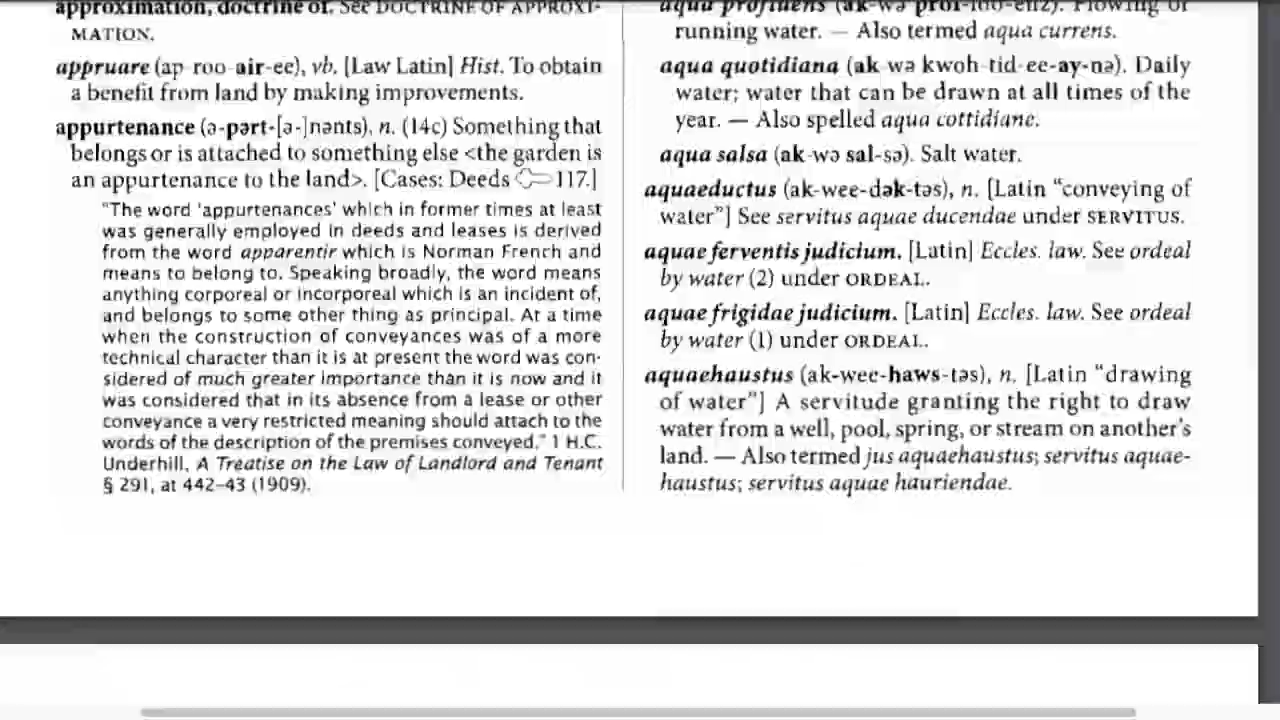 approximation, doctrine of. See DOCTRINE OF APPROXI-
MATION.
appruare (ap-roo-air-ee), vb. [Law Latin] Hist. To obtain
a benefit from land by making improvements.
appurtenance (ə-pərt-[ə-]nənts), n. (14c) Something that
belongs or is attached to something else <the garden is
an appurtenance to the land>. [Cases: Deeds 117.]
"The word 'appurtenances' which in former times at least
was generally employed in deeds and leases is derived
from the word apparentir which is Norman French and
means to belong to. Speaking broadly, the word means
anything corporeal or incorporeal which is an incident of,
and belongs to some other thing as principal. At a time
when the construction of conveyances was of a more
technical character than it is at present the word was con-
sidered of much greater importance than it is now and it
was considered that in its absence from a lease or other
conveyance a very restricted meaning should attach to the
words of the description of the premises conveyed." 1 H.C.
Underhill, A Treatise on the Law of Landlord and Tenant
§ 291, at 442–43 (1909).
aqua profluens (ak-wə prof-loo-enz). Flowing or
running water. — Also termed aqua currens.
aqua quotidiana (ak-wə kwoh-tid-ee-ay-nə). Daily
water; water that can be drawn at all times of the
year. — Also spelled aqua cottidiane.
aqua salsa (ak-wə sal-sə). Salt water.
aquaeductus (ak-wee-dək-təs), n. [Latin "conveying of
water"] See servitus aquae ducendae under SERVITUS.
aquae ferventis judicium. [Latin] Eccles. law. See ordeal
by water (2) under ORDEAL.
aquae frigidae judicium. [Latin] Eccles. law. See ordeal
by water (1) under ORDEAL.
aquaehaustus (ak-wee-haws-təs), n. [Latin "drawing
of water"] A servitude granting the right to draw
water from a well, pool, spring, or stream on another's
land. — Also termed jus aquaehaustus; servitus aquae-
haustus; servitus aquae hauriendae.